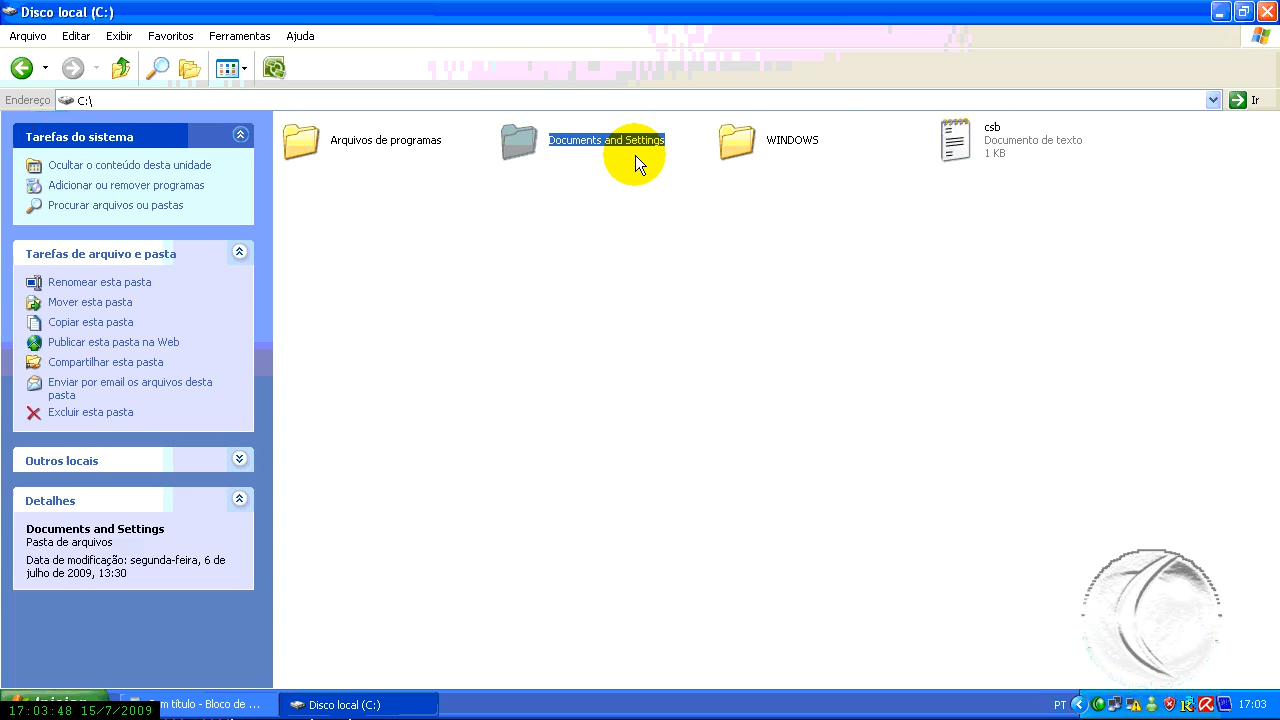 Disco local (C:)
Arquivo Editar Exibir Favoritos Ferramentas Ajuda
Endereço C:\ Ir
Tarefas do sistema
Ocultar o conteúdo desta unidade
Adicionar ou remover programas
Procurar arquivos ou pastas
Tarefas de arquivo e pasta
Renomear esta pasta
Mover esta pasta
Copiar esta pasta
Publicar esta pasta na Web
Compartilhar esta pasta
Enviar por email os arquivos desta
pasta
Excluir esta pasta
Outros locais
Detalhes
Documents and Settings
Pasta de arquivos
Data de modificação: segunda-feira, 6 de
julho de 2009, 13:30
Arquivos de programas
Documents and Settings
WINDOWS
csb
Documento de texto
1 KB
título - Bloco de ...
Disco local (C:)
PT
17:03
17:03:48 15/7/2009